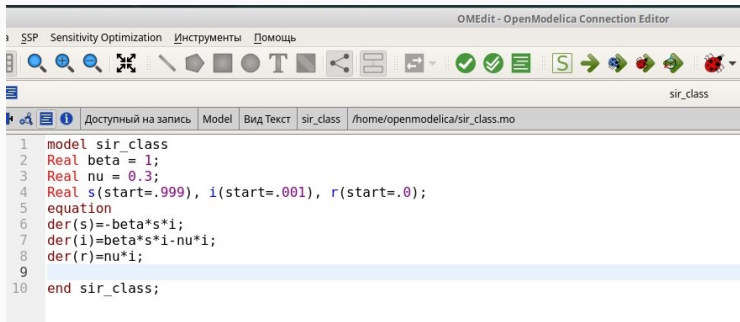 OMEdit - OpenModelica Connection Editor
SSP Sensitivity Optimization Инструменты Помощь
T S
sir_class
Доступный на запись Model Вид Текст sir_class /home/openmodelica/sir_class.mo
1 model sir_class
2 Real beta = 1;
3 Real nu = 0.3;
4 Real s(start=.999), i(start=.001), r(start=.0);
5 equation
6 der(s)=-beta*s*i;
7 der(i)=beta*s*i-nu*i;
8 der(r)=nu*i;
9
10 end sir_class;